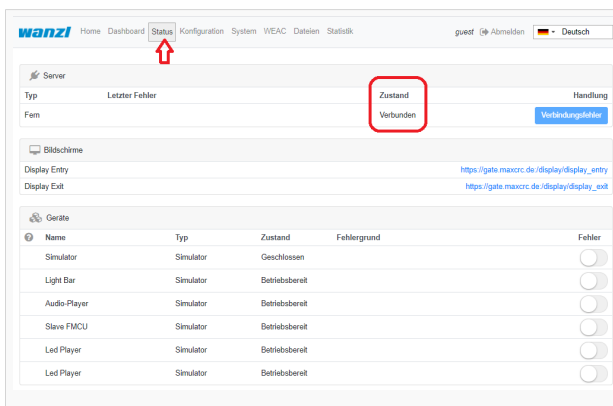 wanzl Home Dashboard Status Konfiguration System WEAC Dateien Statistik guest Abmelden Deutsch
Server
Typ Letzter Fehler Zustand Handlung
Fern Verbunden Verbindungsfehler
Bildschirme
Display Entry https://gate.maxcrc.de:/display/display_entry
Display Exit https://gate.maxcrc.de:/display/display_exit
Geräte
? Name Typ Zustand Fehlergrund Fehler
Simulator Simulator Geschlossen
Light Bar Simulator Betriebsbereit
Audio-Player Simulator Betriebsbereit
Slave FMCU Simulator Betriebsbereit
Led Player Simulator Betriebsbereit
Led Player Simulator Betriebsbereit